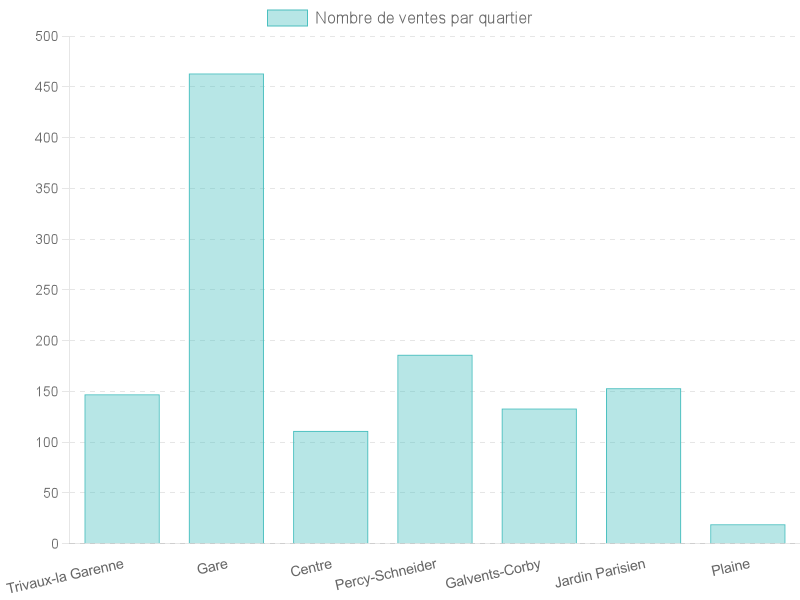 Nombre de ventes par quartier
500
450
400
350
300
250
200
150
100
50
0
Trivaux-la Garenne
Gare
Centre
Percy-Schneider
Galvents-Corby
Jardin Parisien
Plaine